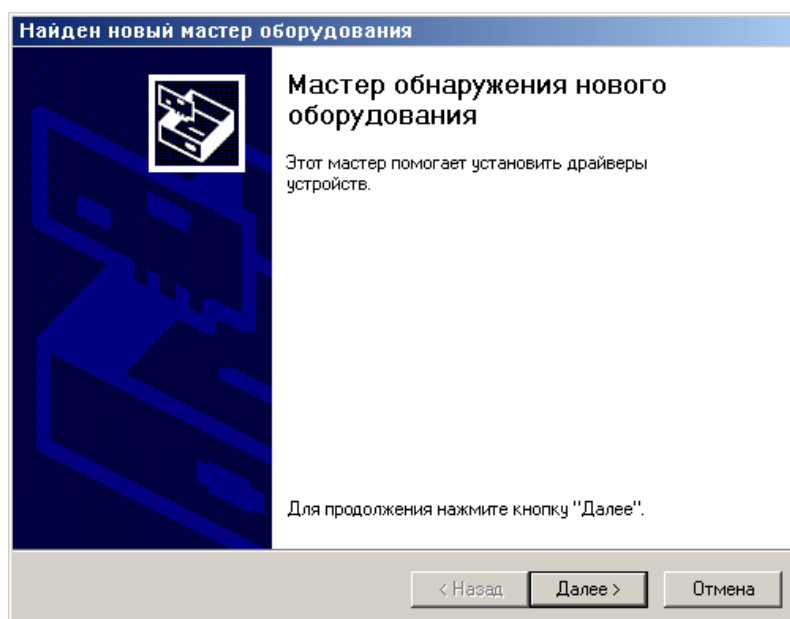 Найден новый мастер оборудования
Мастер обнаружения нового
оборудования
Этот мастер помогает установить драйверы
устройств.
Для продолжения нажмите кнопку "Далее".
< Назад
Далее >
Отмена